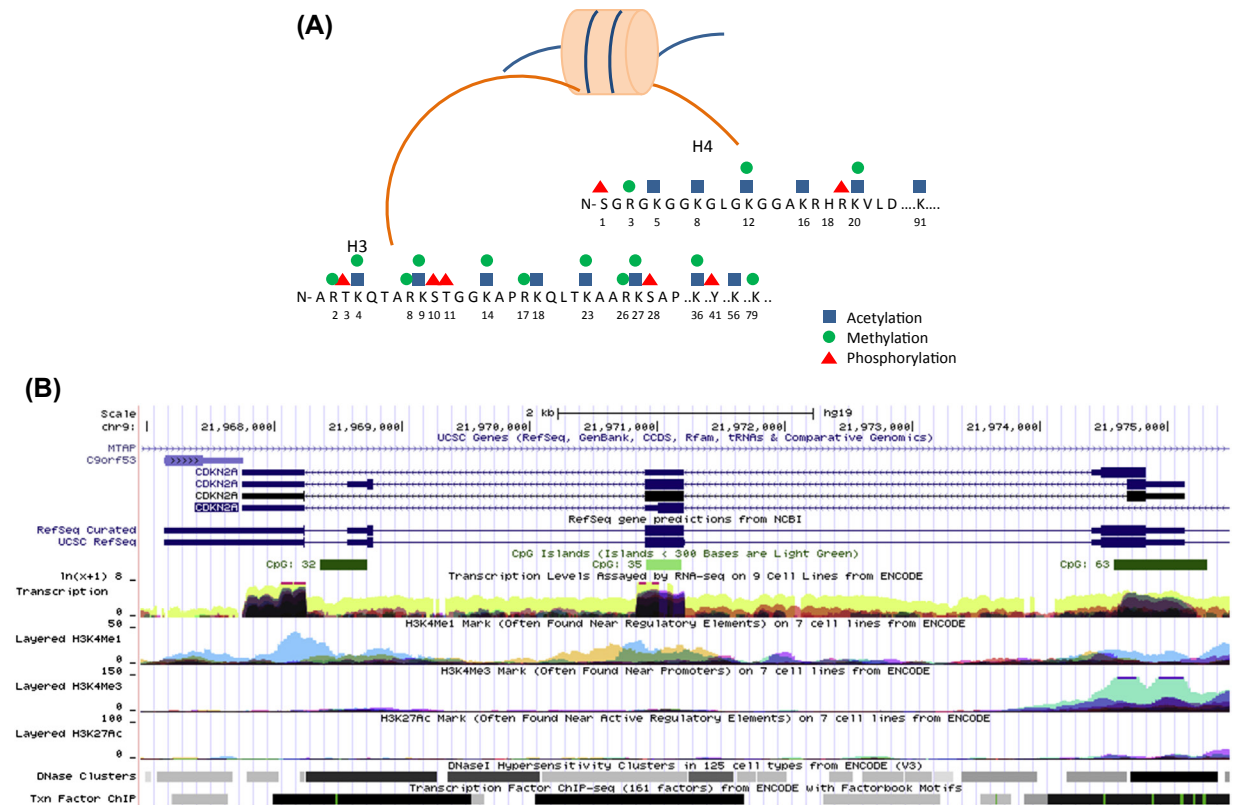 (A)
H4
N- S G R G K G G K G L G K G G A K R H R K V L D ....K....
1 3 5 8 12 16 18 20 91
H3
N- A R T K Q T A R K S T G G K A P R K Q L T K A A R K S A P ..K ..Y ..K ..K ..
2 3 4 8 9 10 11 14 17 18 23 26 27 28 36 41 56 79
Acetylation
Methylation
Phosphorylation
(B)
Scale 2 kb hg19
chr9: 21,968,000 21,969,000 21,970,000 21,971,000 21,972,000 21,973,000 21,974,000 21,975,000
UCSC Genes (RefSeq, GenBank, CCDS, Rfam, tRNAs & Comparative Genomics)
MTAP
C9orf53
CDKN2A
CDKN2A
CDKN2A
CDKN2A
RefSeq gene predictions from NCBI
RefSeq Curated
UCSC RefSeq
CpG Islands (Islands < 300 Bases are Light Green)
CpG: 32 CpG: 35 CpG: 63
ln(x+1) 8 Transcription Levels Assayed by RNA-seq on 9 Cell Lines from ENCODE
Transcription
0
50 H3K4Me1 Mark (Often Found Near Regulatory Elements) on 7 cell lines from ENCODE
Layered H3K4Me1
0
150 H3K4Me3 Mark (Often Found Near Promoters) on 7 cell lines from ENCODE
Layered H3K4Me3
0
100 H3K27Ac Mark (Often Found Near Active Regulatory Elements) on 7 cell lines from ENCODE
Layered H3K27Ac
0
DNaseI Hypersensitivity Clusters in 125 cell types from ENCODE (V3)
DNase Clusters
Transcription Factor ChIP-seq (161 factors) from ENCODE with Factorbook Motifs
Txn Factor ChIP